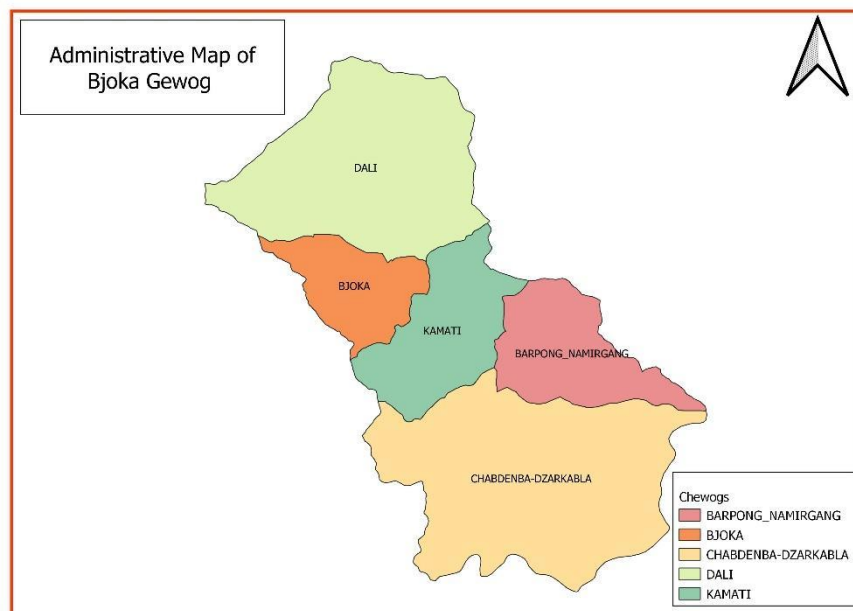 Administrative Map of
Bjoka Gewog
DALI
BJOKA
KAMATI
BARPONG_NAMIRGANG
CHABDENBA-DZARKABLA
Chewogs
BARPONG_NAMIRGANG
BJOKA
CHABDENBA-DZARKABLA
DALI
KAMATI